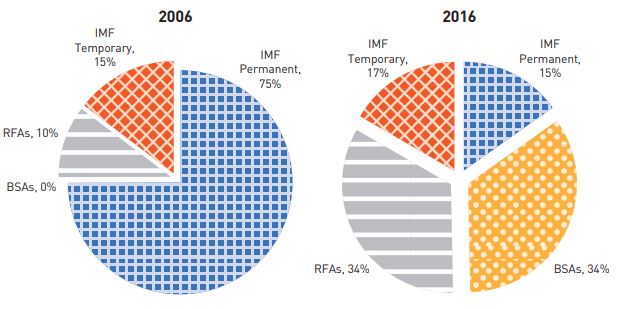 2006
IMF
Temporary,
15%
IMF
Permanent,
75%
RFAs, 10%
BSAs, 0%
2016
IMF
Temporary,
17%
IMF
Permanent,
15%
RFAs, 34%
BSAs, 34%